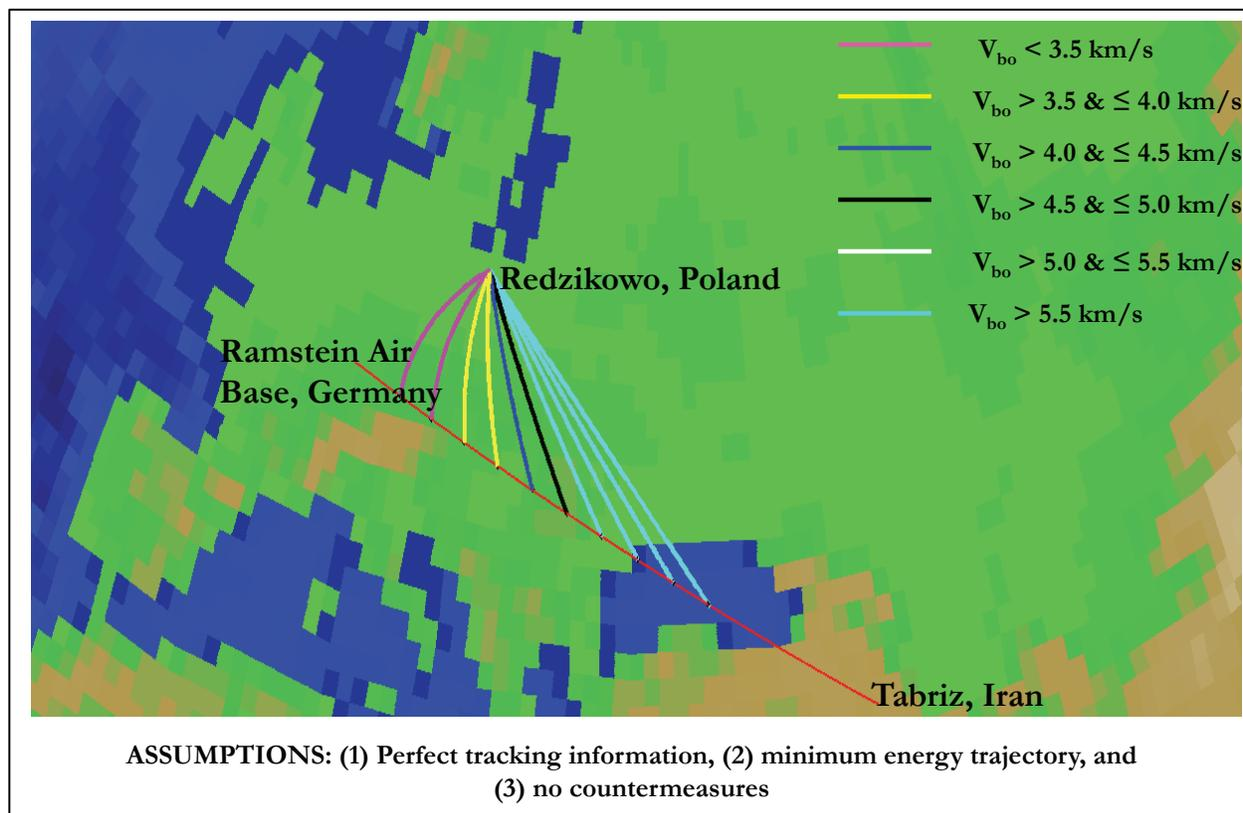 V_bo < 3.5 km/s
V_bo > 3.5 & ≤ 4.0 km/s
V_bo > 4.0 & ≤ 4.5 km/s
V_bo > 4.5 & ≤ 5.0 km/s
V_bo > 5.0 & ≤ 5.5 km/s
V_bo > 5.5 km/s
Redzikowo, Poland
Ramstein Air
Base, Germany
Tabriz, Iran
ASSUMPTIONS: (1) Perfect tracking information, (2) minimum energy trajectory, and
(3) no countermeasures